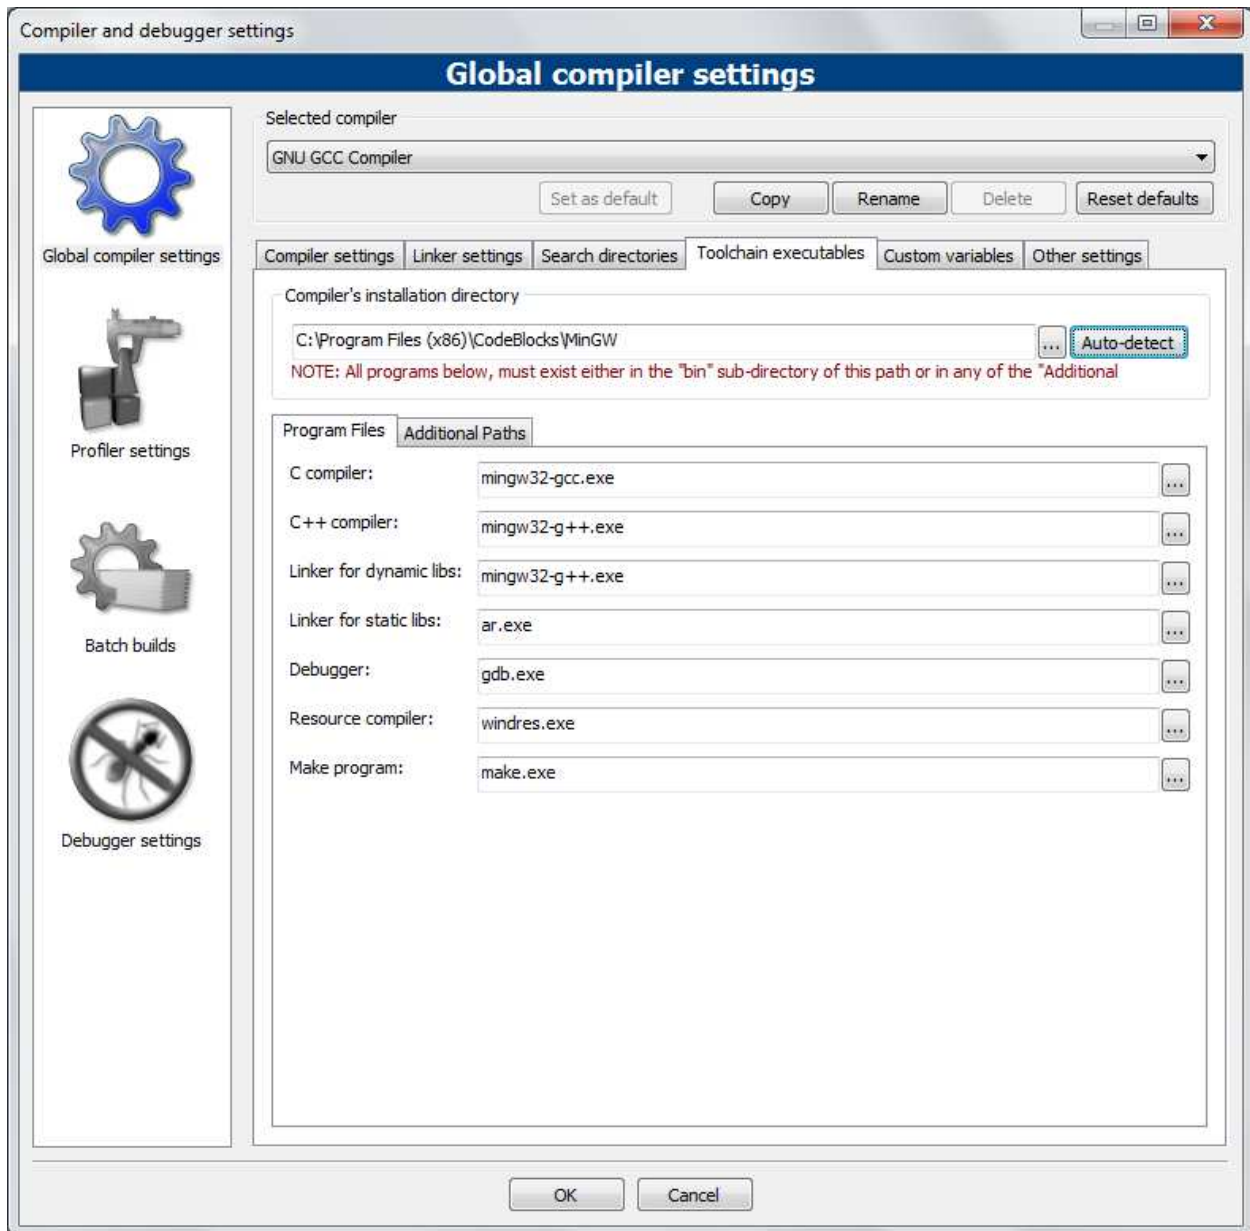 Compiler and debugger settings
Global compiler settings
Global compiler settings
Profiler settings
Batch builds
Debugger settings
Selected compiler
GNU GCC Compiler
Set as default Copy Rename Delete Reset defaults
Compiler settings Linker settings Search directories Toolchain executables Custom variables Other settings
Compiler's installation directory
C:\Program Files (x86)\CodeBlocks\MinGW ... Auto-detect
NOTE: All programs below, must exist either in the "bin" sub-directory of this path or in any of the "Additional
Program Files Additional Paths
C compiler: mingw32-gcc.exe ...
C++ compiler: mingw32-g++.exe ...
Linker for dynamic libs: mingw32-g++.exe ...
Linker for static libs: ar.exe ...
Debugger: gdb.exe ...
Resource compiler: windres.exe ...
Make program: make.exe ...
OK Cancel